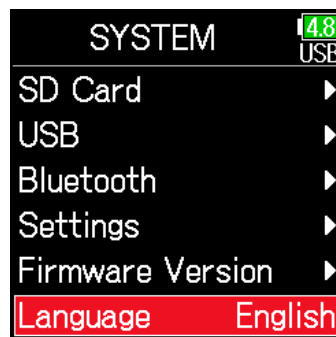 SYSTEM
4.8
USB
SD Card
USB
Bluetooth
Settings
Firmware Version
Language English